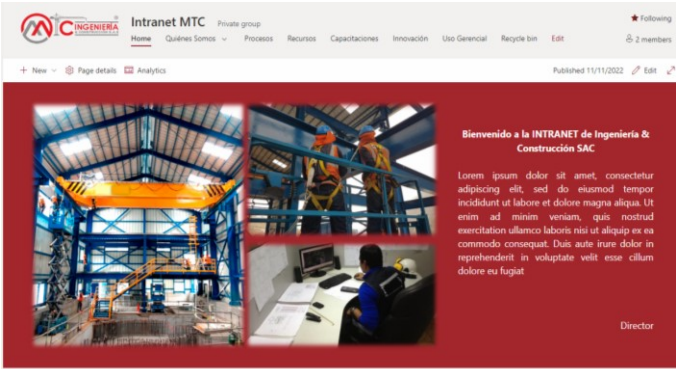 MTC INGENIERÍA
Intranet MTC Private group
Following
Home Quiénes Somos Procesos Recursos Capacitaciones Innovación Uso Gerencial Recycle bin Edit
2 members
+ New Page details Analytics
Published 11/11/2022 Edit
Bienvenido a la INTRANET de Ingeniería &
Construcción SAC
Lorem ipsum dolor sit amet, consectetur
adipiscing elit, sed do eiusmod tempor
incididunt ut labore et dolore magna aliqua. Ut
enim ad minim veniam, quis nostrud
exercitation ullamco laboris nisi ut aliquip ex ea
commodo consequat. Duis aute irure dolor in
reprehenderit in voluptate velit esse cillum
dolore eu fugiat
Director